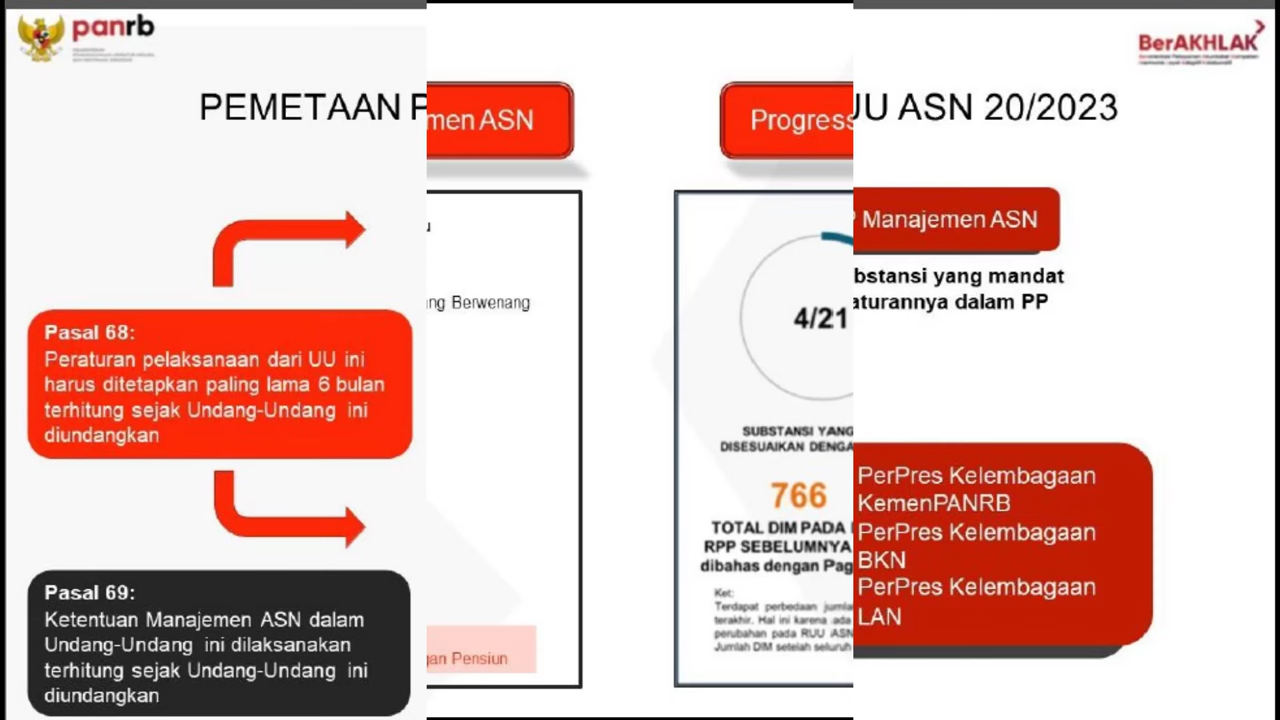 panrb
BerAKHLAK
PEMETAAN P
Pasal 68:
Peraturan pelaksanaan dari UU ini
harus ditetapkan paling lama 6 bulan
terhitung sejak Undang-Undang ini
diundangkan
Pasal 69:
Ketentuan Manajemen ASN dalam
Undang-Undang ini dilaksanakan
terhitung sejak Undang-Undang ini
diundangkan
men ASN
ng Berwenang
gan Pensiun
Progress
4/21
SUBSTANSI YANG
DISESUAIKAN DENGA
766
TOTAL DIM PADA
RPP SEBELUMNYA
dibahas dengan Pag
Ket:
Terdapat perbedaan jumla
terakhir. Hal ini karena ada
perubahan pada RUU ASN
Jumlah DIM setelah seluruh
UU ASN 20/2023
Manajemen ASN
bstansi yang mandat
aturannya dalam PP
PerPres Kelembagaan
KemenPANRB
PerPres Kelembagaan
BKN
PerPres Kelembagaan
LAN